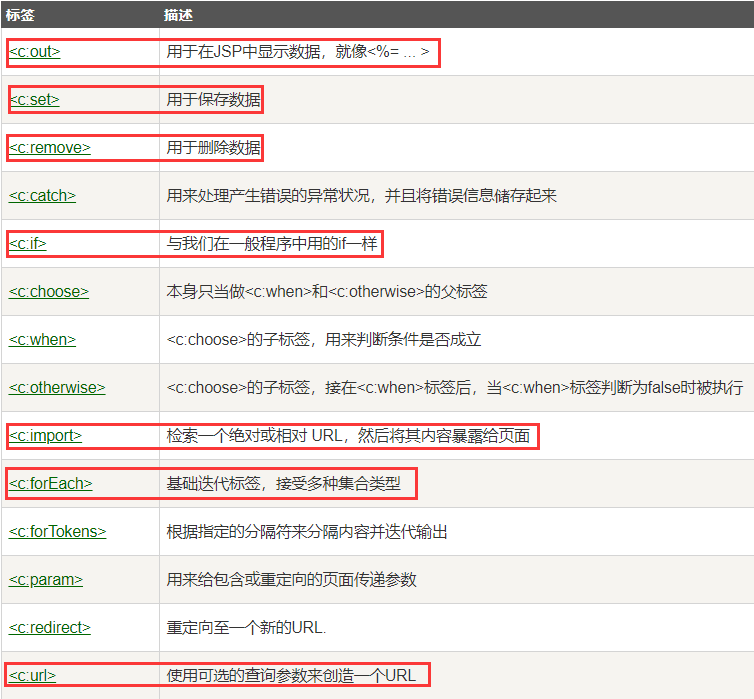 标签 描述
<c:out> 用于在JSP中显示数据，就像<%= ... >
<c:set> 用于保存数据
<c:remove> 用于删除数据
<c:catch> 用来处理产生错误的异常状况，并且将错误信息储存起来
<c:if> 与我们在一般程序中用的if一样
<c:choose> 本身只当做<c:when>和<c:otherwise>的父标签
<c:when> <c:choose>的子标签，用来判断条件是否成立
<c:otherwise> <c:choose>的子标签，接在<c:when>标签后，当<c:when>标签判断为false时被执行
<c:import> 检索一个绝对或相对 URL，然后将其内容暴露给页面
<c:forEach> 基础迭代标签，接受多种集合类型
<c:forTokens> 根据指定的分隔符来分隔内容并迭代输出
<c:param> 用来给包含或重定向的页面传递参数
<c:redirect> 重定向至一个新的URL.
<c:url> 使用可选的查询参数来创造一个URL